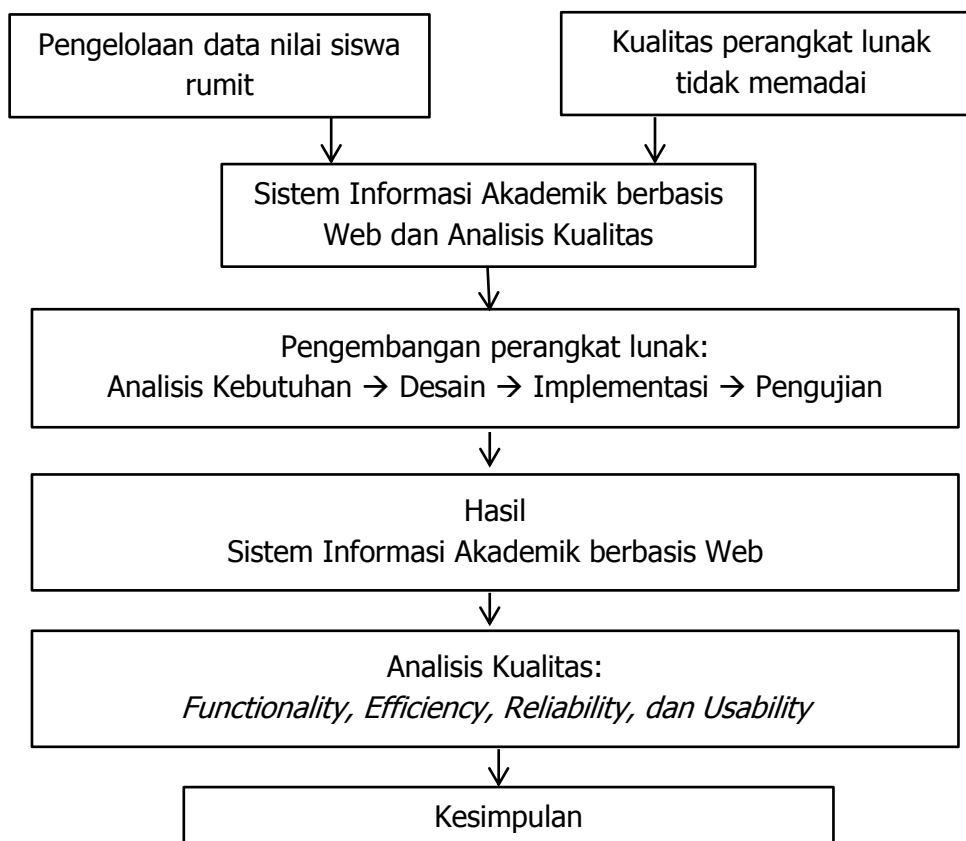 Pengelolaan data nilai siswa
rumit
Kualitas perangkat lunak
tidak memadai
Sistem Informasi Akademik berbasis
Web dan Analisis Kualitas
Pengembangan perangkat lunak:
Analisis Kebutuhan → Desain → Implementasi → Pengujian
Hasil
Sistem Informasi Akademik berbasis Web
Analisis Kualitas:
Functionality, Efficiency, Reliability, dan Usability
Kesimpulan